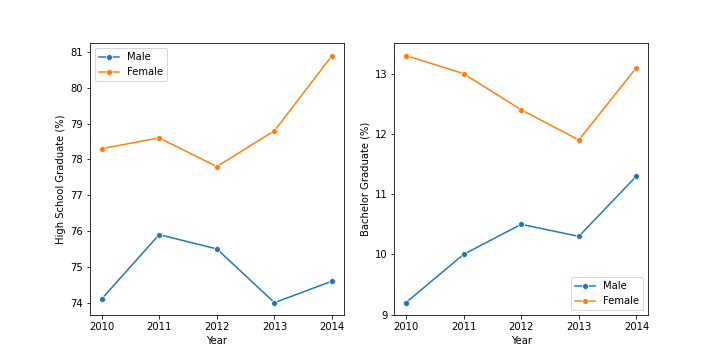 High School Graduate (%)
81
80
79
78
77
76
75
74
Male
Female
2010 2011 2012 2013 2014
Year
Bachelor Graduate (%)
13
12
11
10
9
Male
Female
2010 2011 2012 2013 2014
Year